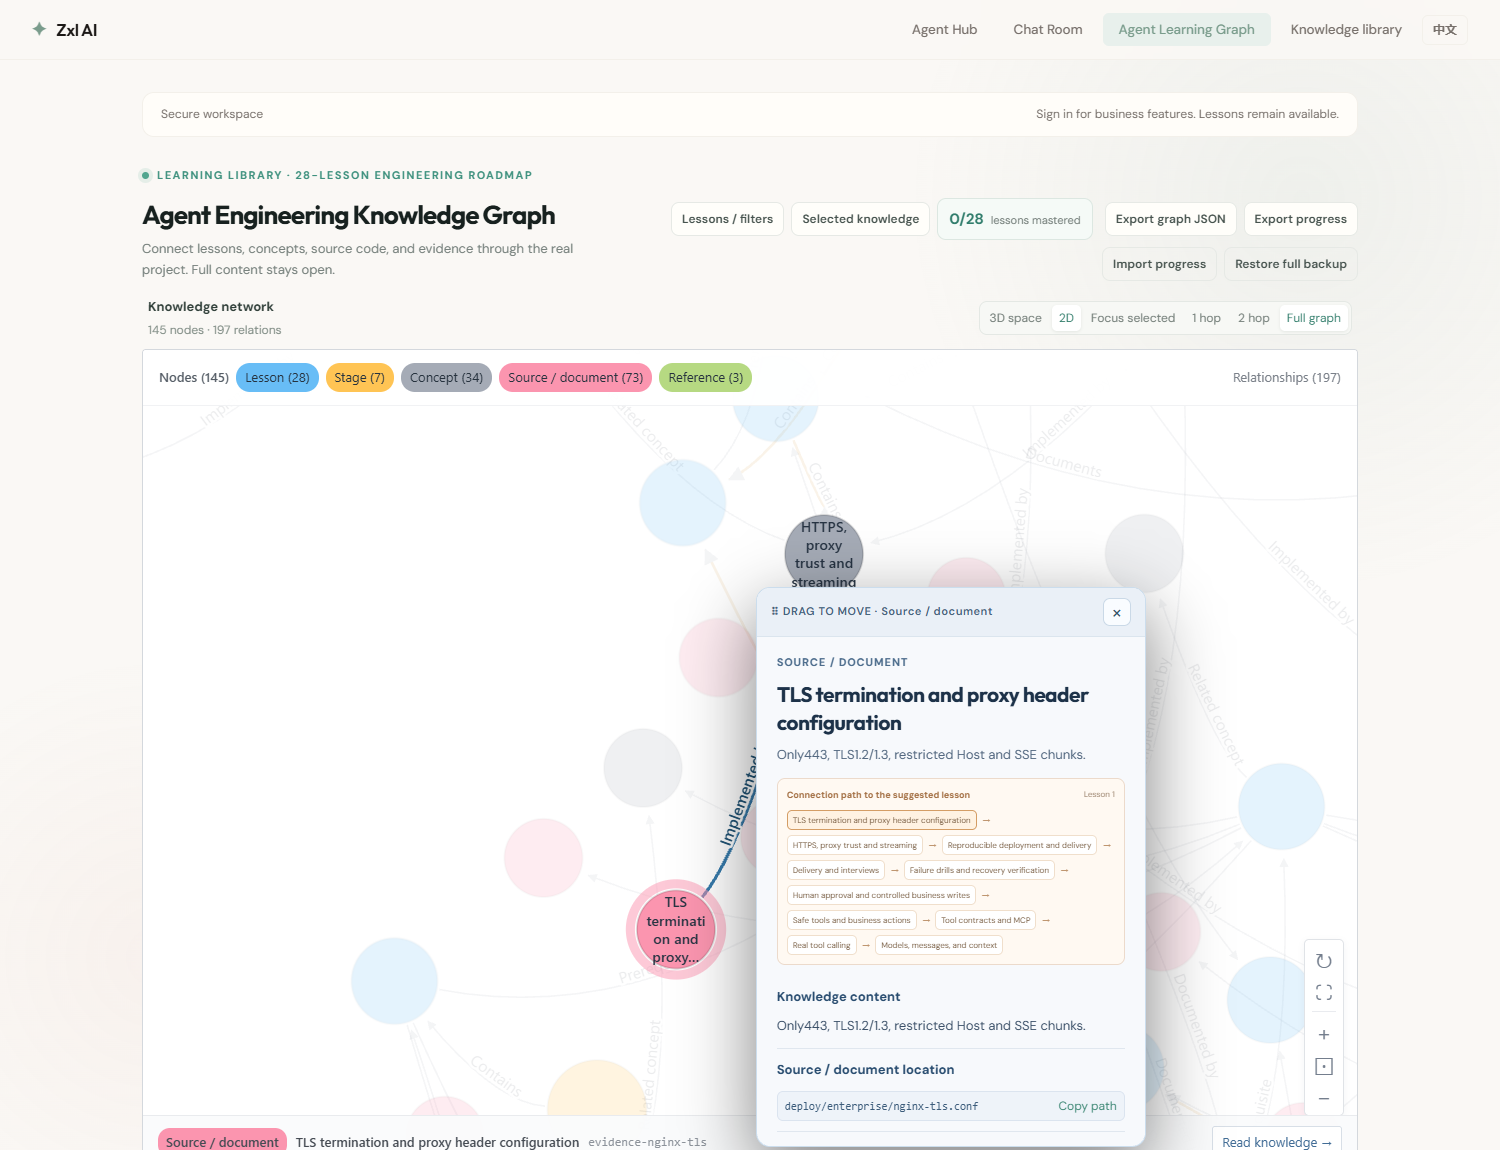 Zxl AI
Agent Hub
Chat Room
Agent Learning Graph
Knowledge library
中文
Secure workspace
Sign in for business features. Lessons remain available.
LEARNING LIBRARY · 28-LESSON ENGINEERING ROADMAP
Agent Engineering Knowledge Graph
Connect lessons, concepts, source code, and evidence through the real
project. Full content stays open.
Lessons / filters
Selected knowledge
0/28 lessons mastered
Export graph JSON
Export progress
Import progress
Restore full backup
Knowledge network
145 nodes · 197 relations
3D space
2D
Focus selected
1 hop
2 hop
Full graph
Nodes (145)
Lesson (28)
Stage (7)
Concept (34)
Source / document (73)
Reference (3)
Relationships (197)
Documents
Contains
Implemented by
Implemented by
HTTPS,
proxy
trust and
streaming
Related concept
Implemented
TLS
terminati
on and
proxy...
Contains
Documented by
⠿ DRAG TO MOVE · Source / document
×
SOURCE / DOCUMENT
TLS termination and proxy header
configuration
Only443, TLS1.2/1.3, restricted Host and SSE chunks.
Connection path to the suggested lesson
Lesson 1
TLS termination and proxy header configuration →
HTTPS, proxy trust and streaming → Reproducible deployment and delivery →
Delivery and interviews → Failure drills and recovery verification →
Human approval and controlled business writes →
Safe tools and business actions → Tool contracts and MCP →
Real tool calling → Models, messages, and context
Knowledge content
Only443, TLS1.2/1.3, restricted Host and SSE chunks.
Source / document location
deploy/enterprise/nginx-tls.conf
Copy path
Source / document
TLS termination and proxy header configuration
evidence-nginx-tls
Read knowledge →